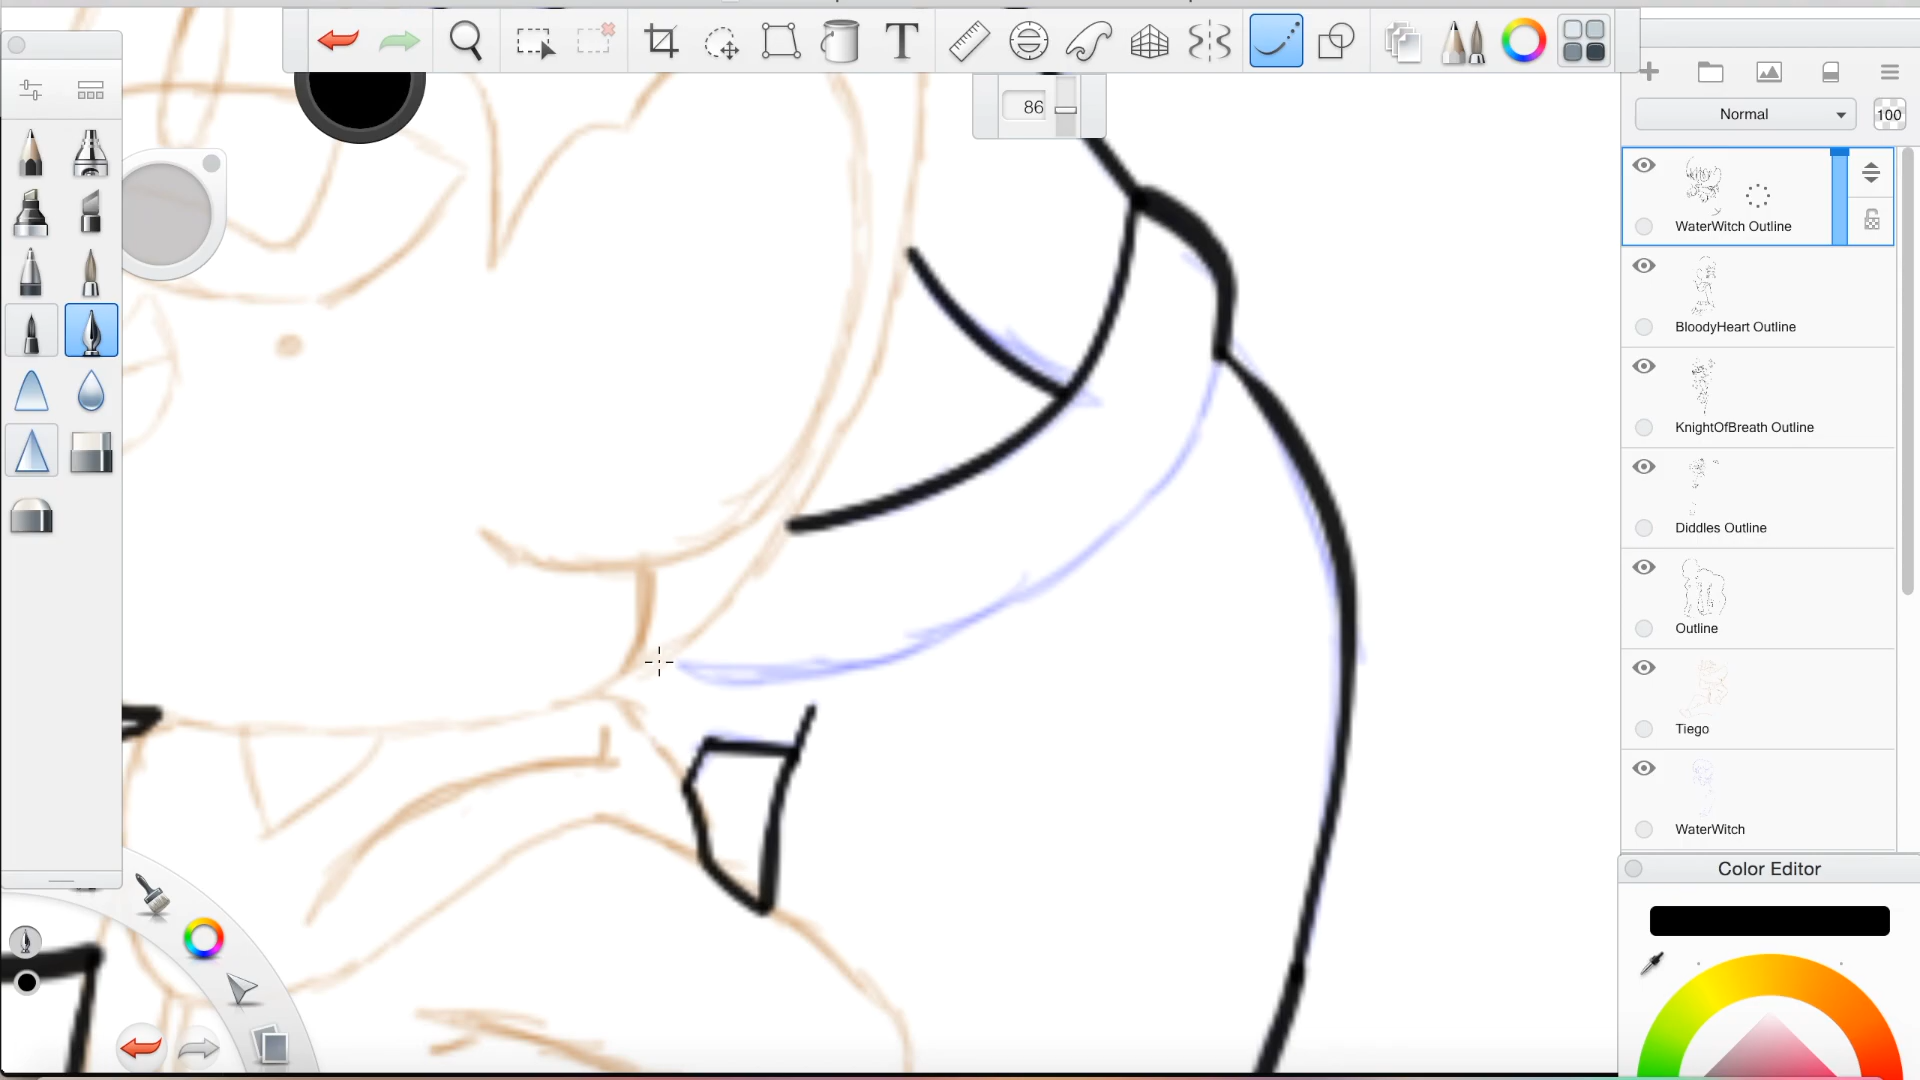 T
86
Normal
100
WaterWitch Outline
BloodyHeart Outline
KnightOfBreath Outline
Diddles Outline
Outline
Tiego
WaterWitch
Color Editor